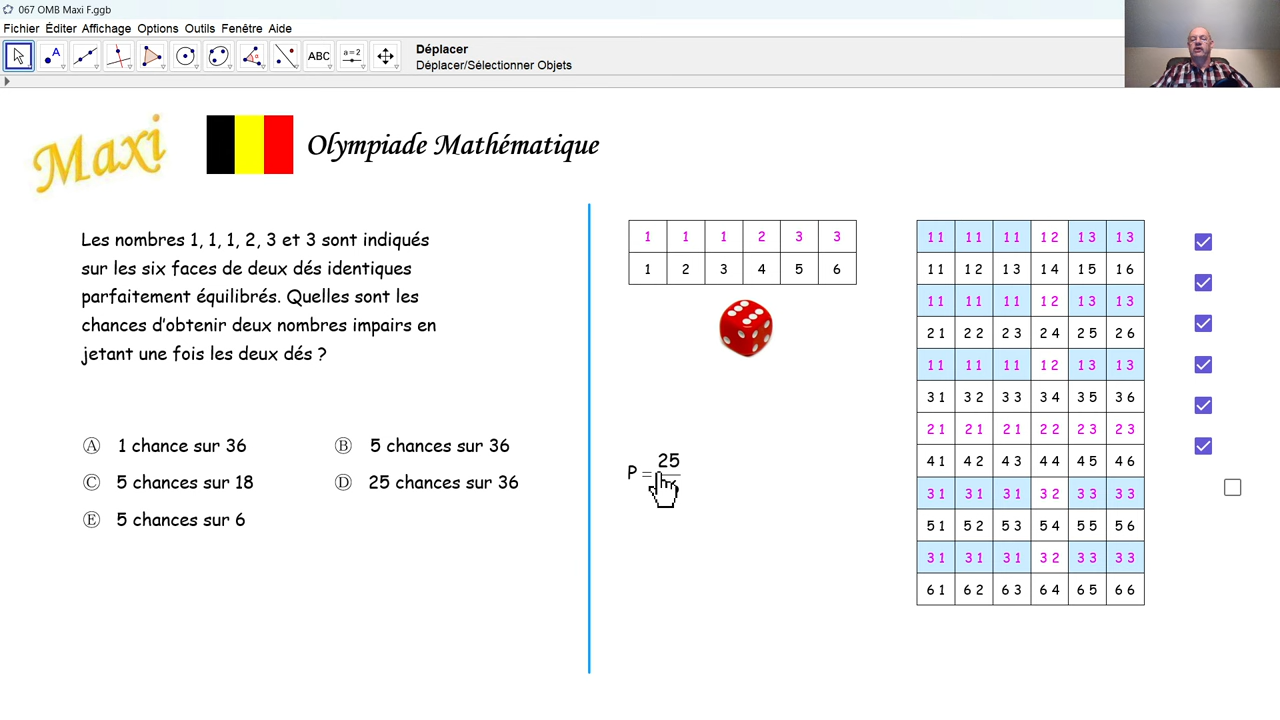 067 OMB Maxi F.ggb
Fichier Éditer Affichage Options Outils Fenêtre Aide
A
ABC
a=2
Déplacer
Déplacer/Sélectionner Objets
Maxi
Olympiade Mathématique
Les nombres 1, 1, 1, 2, 3 et 3 sont indiqués
sur les six faces de deux dés identiques
parfaitement équilibrés. Quelles sont les
chances d'obtenir deux nombres impairs en
jetant une fois les deux dés ?
Ⓐ 1 chance sur 36 Ⓑ 5 chances sur 36
Ⓒ 5 chances sur 18 Ⓓ 25 chances sur 36
Ⓔ 5 chances sur 6
1 1 1 2 3 3
1 2 3 4 5 6
P = 25
1 1 1 1 1 1 1 2 1 3 1 3
1 1 1 2 1 3 1 4 1 5 1 6
1 1 1 1 1 1 1 2 1 3 1 3
2 1 2 2 2 3 2 4 2 5 2 6
1 1 1 1 1 1 1 2 1 3 1 3
3 1 3 2 3 3 3 4 3 5 3 6
2 1 2 1 2 1 2 2 2 3 2 3
4 1 4 2 4 3 4 4 4 5 4 6
3 1 3 1 3 1 3 2 3 3 3 3
5 1 5 2 5 3 5 4 5 5 5 6
3 1 3 1 3 1 3 2 3 3 3 3
6 1 6 2 6 3 6 4 6 5 6 6